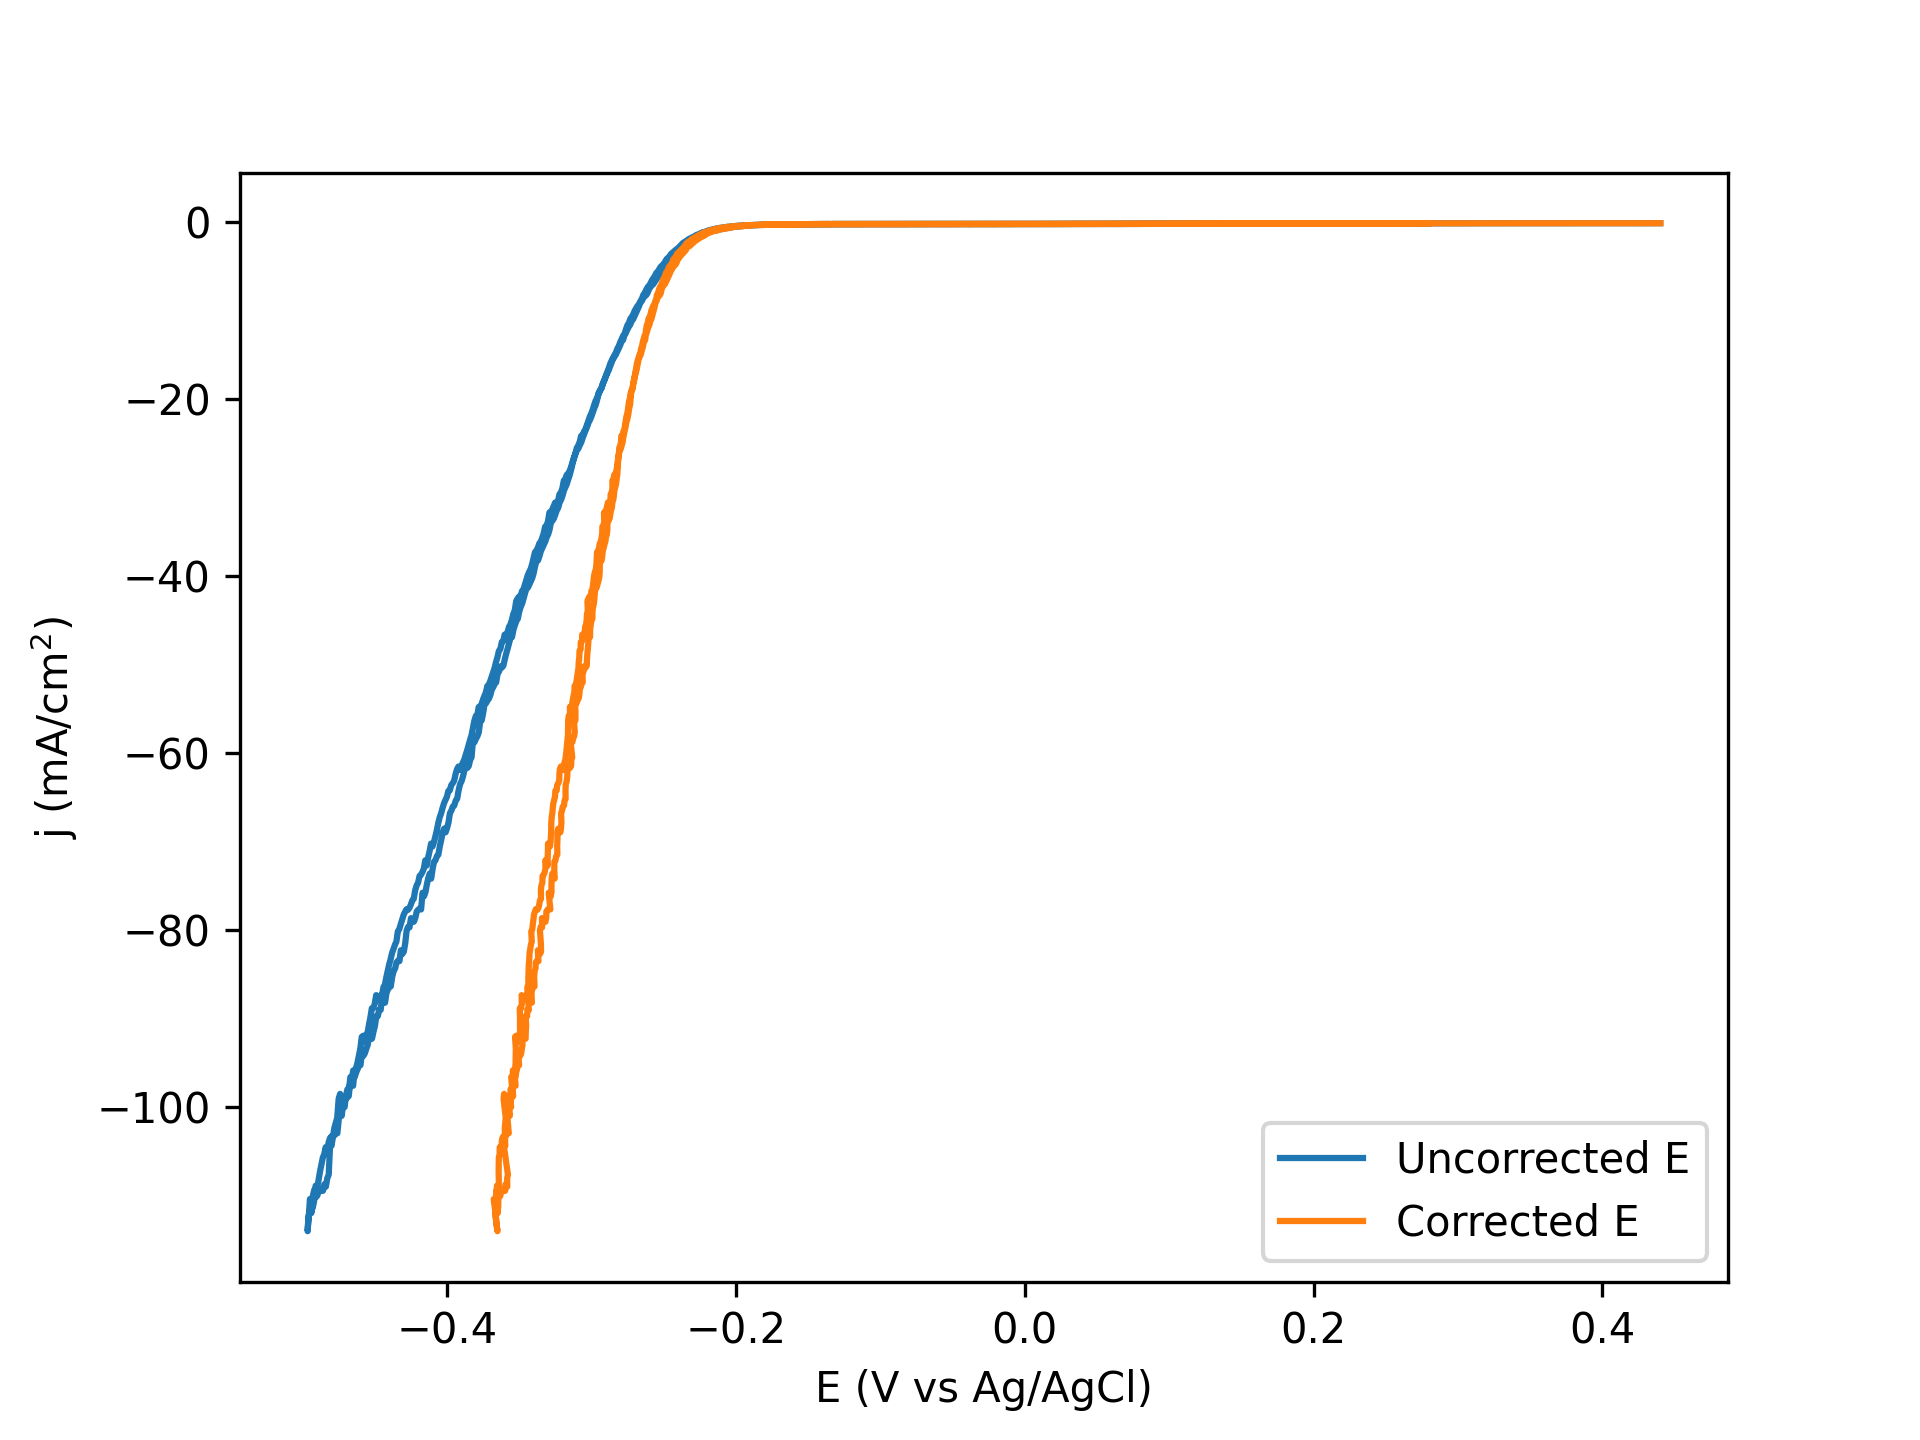 0
−20
−40
−60
−80
−100
j (mA/cm²)
−0.4 −0.2 0.0 0.2 0.4
E (V vs Ag/AgCl)
Uncorrected E
Corrected E